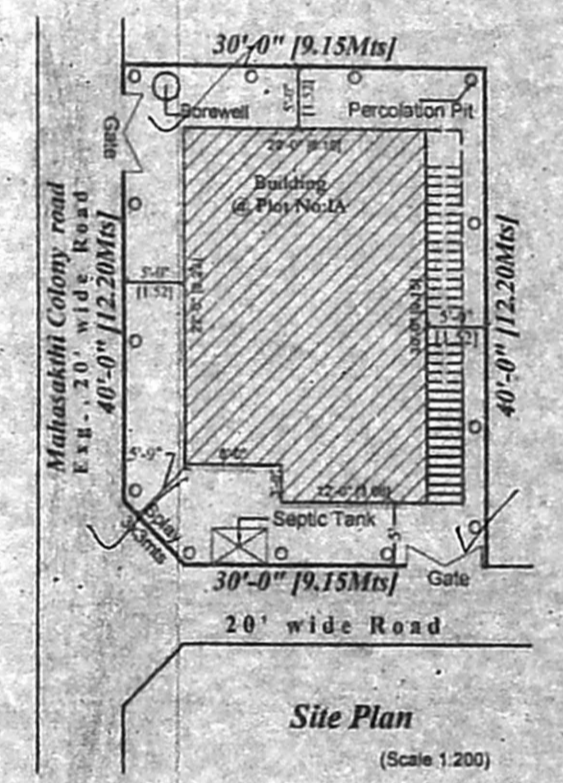 30'-0" [9.15Mts]
Borewell
Percolation Pit
Gate
Building
@ Plot No:1A
Mahasakthi Colony road
Exg-, 20' wide Road
40'-0" [12.20Mts]
5'-0"
[1.52]
5'-0"
[1.52]
40'-0" [12.20Mts]
5'-9"
Splay
Septic Tank
5'
Gate
30'-0" [9.15Mts]
20' wide Road
Site Plan
(Scale 1:200)